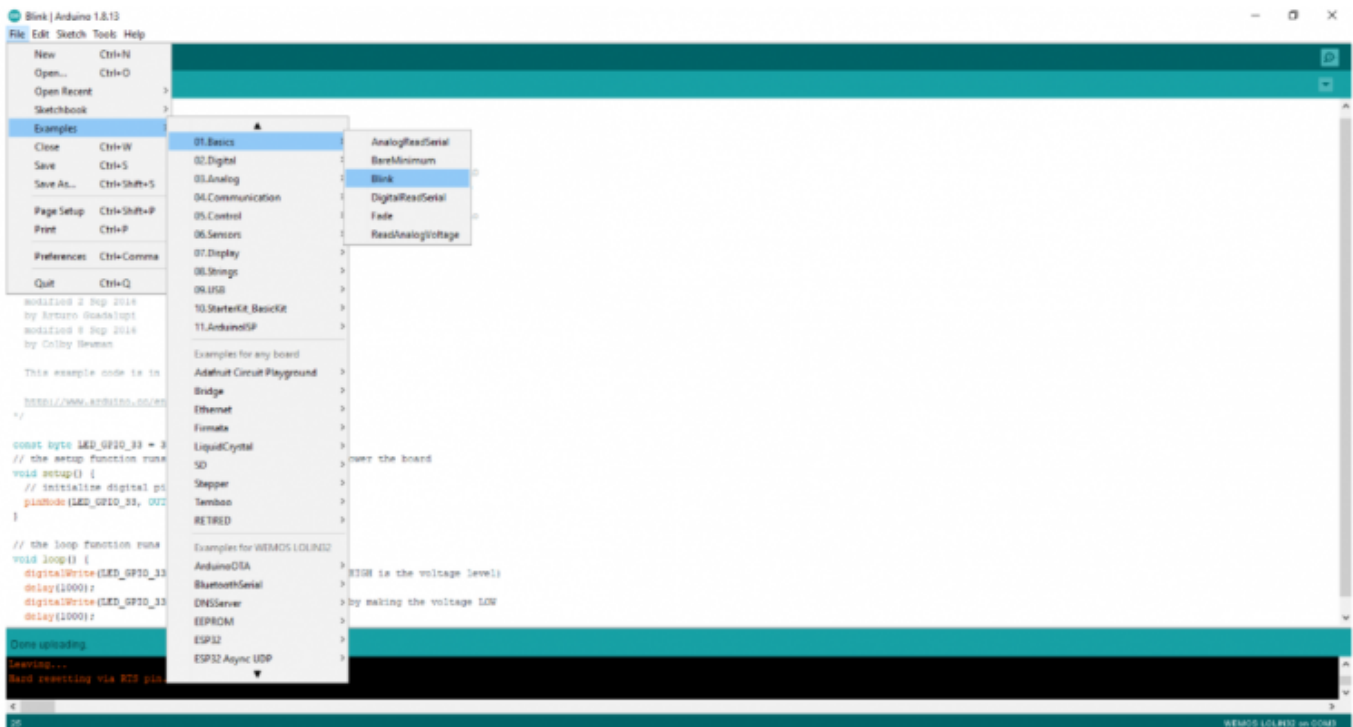 Blink | Arduino 1.8.13
File Edit Sketch Tools Help
New Ctrl+N
Open... Ctrl+O
Open Recent
Sketchbook
Examples
Close Ctrl+W
Save Ctrl+S
Save As... Ctrl+Shift+S
Page Setup Ctrl+Shift+P
Print Ctrl+P
Preferences Ctrl+Comma
Quit Ctrl+Q
01.Basics
02.Digital
03.Analog
04.Communication
05.Control
06.Sensors
07.Display
08.Strings
09.USB
10.StarterKit_BasicKit
11.ArduinoISP
Examples for any board
Adafruit Circuit Playground
Bridge
Ethernet
Firmata
LiquidCrystal
SD
Stepper
Temboo
RETIRED
Examples for WEMOS LOLIN32
ArduinoOTA
BluetoothSerial
DNSServer
EEPROM
ESP32
ESP32 Async UDP
AnalogReadSerial
BareMinimum
Blink
DigitalReadSerial
Fade
ReadAnalogVoltage
modified 2 Sep 2016
by Arturo Guadalupi
modified 8 Sep 2016
by Colby Newman
This example code is in
http://www.arduino.cc/en
*/
const byte LED_GPIO_33 = 3
// the setup function runs ower the board
void setup() {
// initialize digital pi
pinMode(LED_GPIO_33, OUT
}
// the loop function runs
void loop() {
digitalWrite(LED_GPIO_33 HIGH is the voltage level)
delay(1000);
digitalWrite(LED_GPIO_33 by making the voltage LOW
delay(1000);
Done uploading.
Leaving...
Hard resetting via RTS pin
25 WEMOS LOLIN32 on COM3